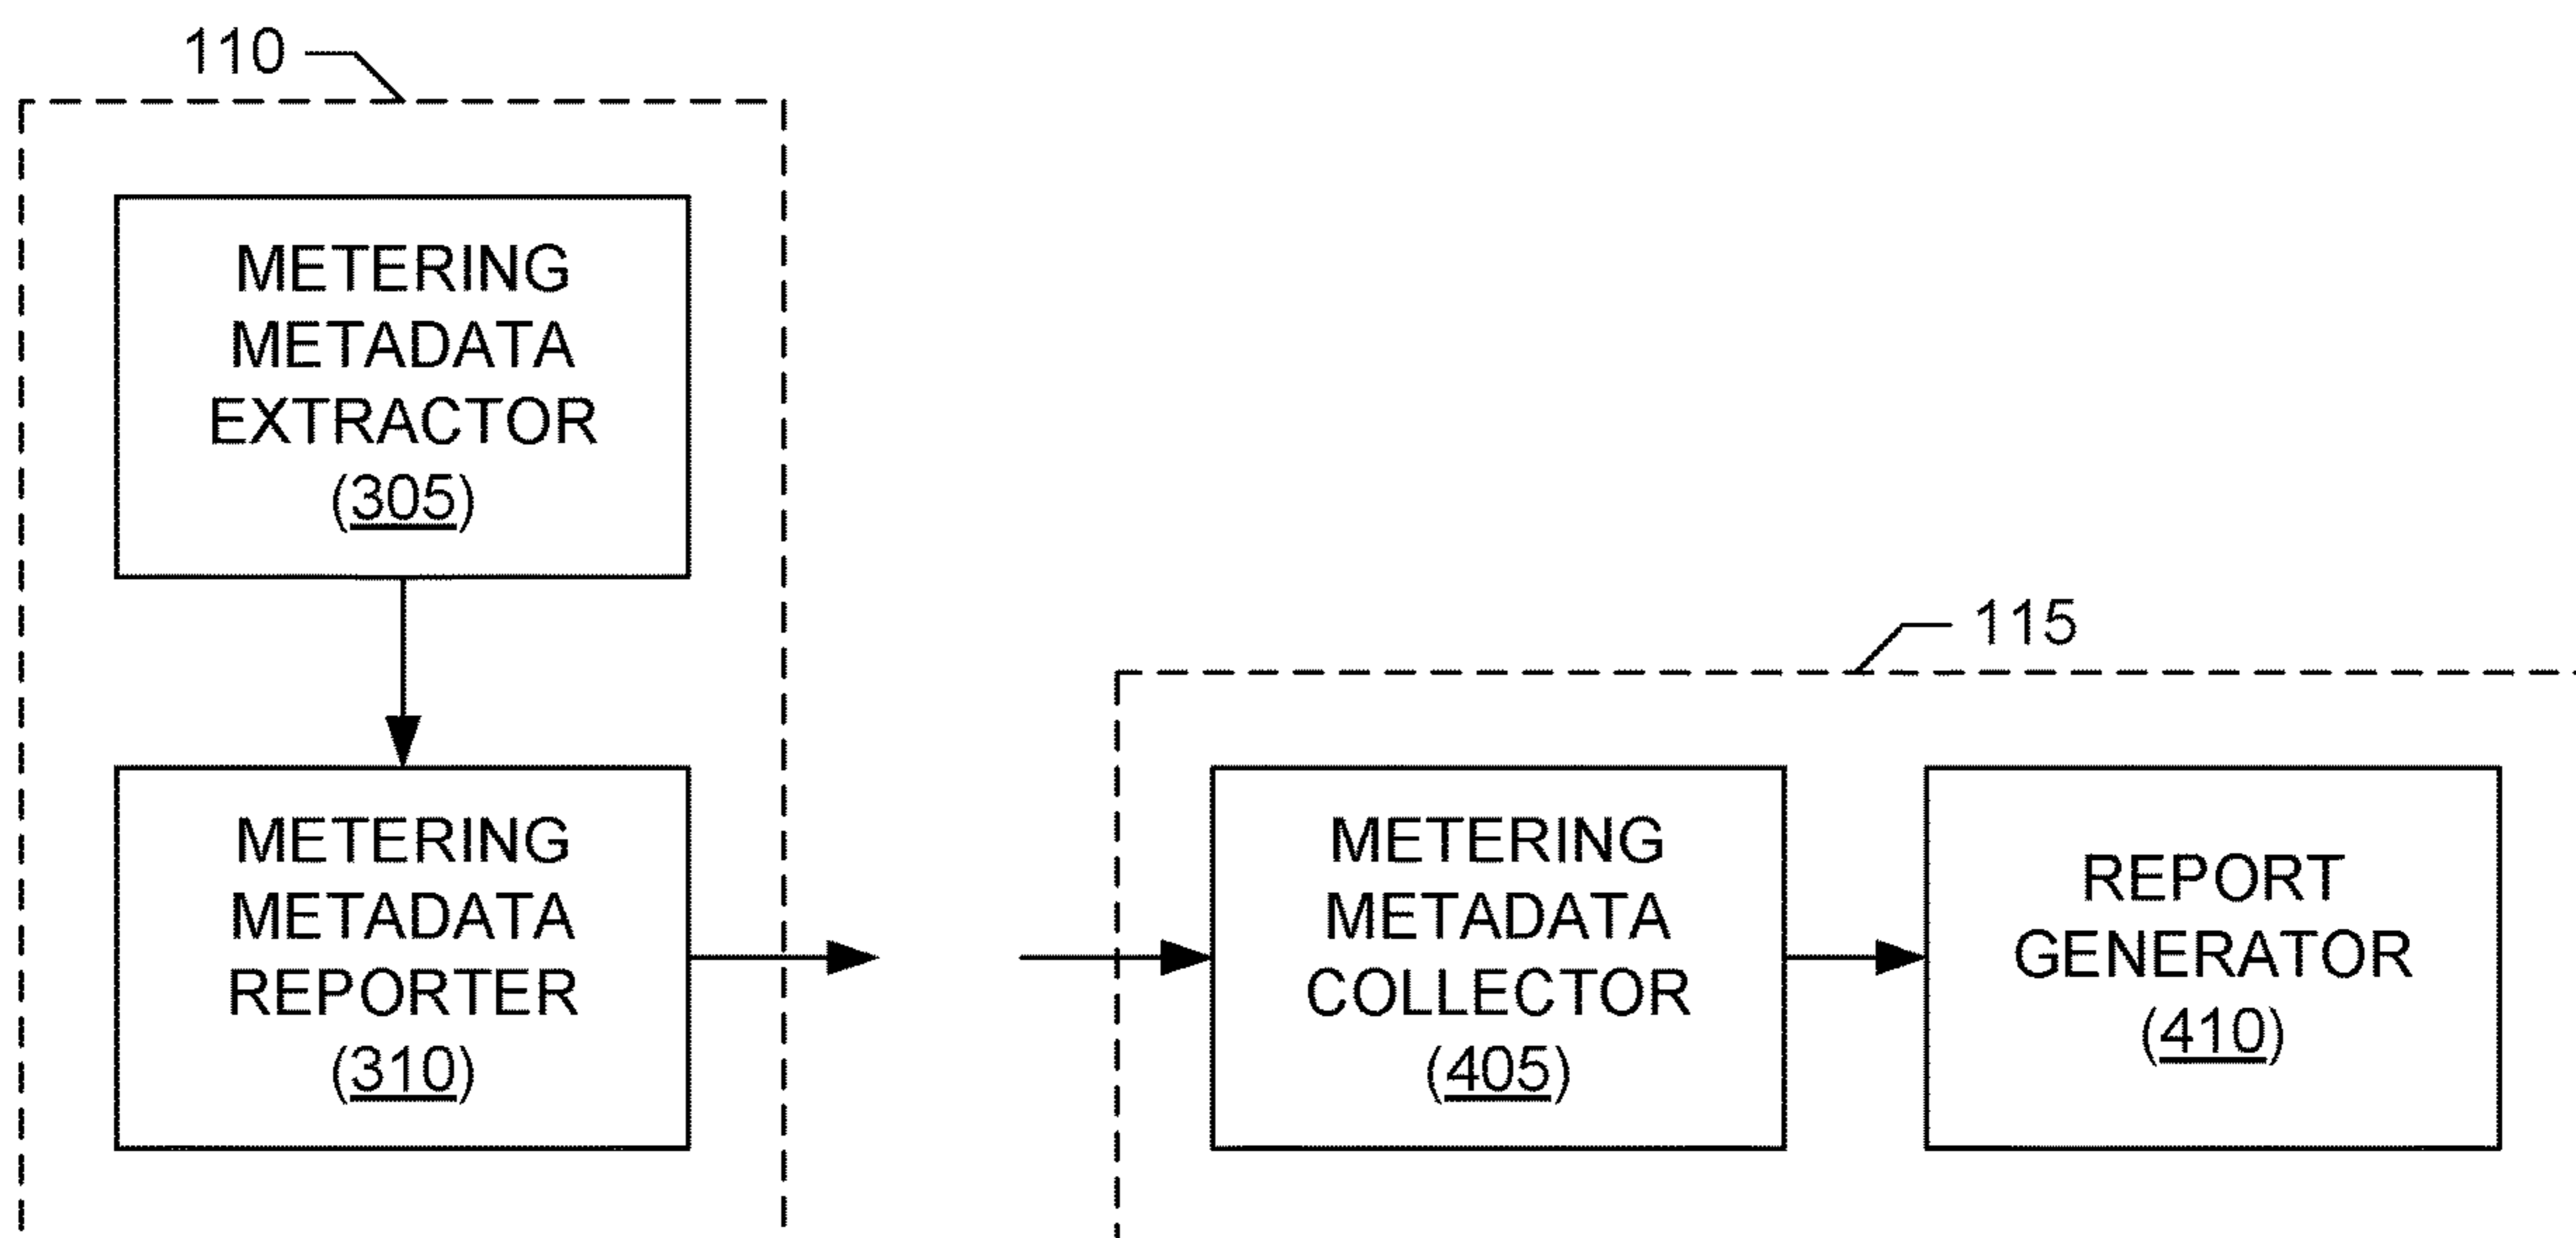 110
METERING
METADATA
EXTRACTOR
(305)
METERING
METADATA
REPORTER
(310)
115
METERING
METADATA
COLLECTOR
(405)
REPORT
GENERATOR
(410)